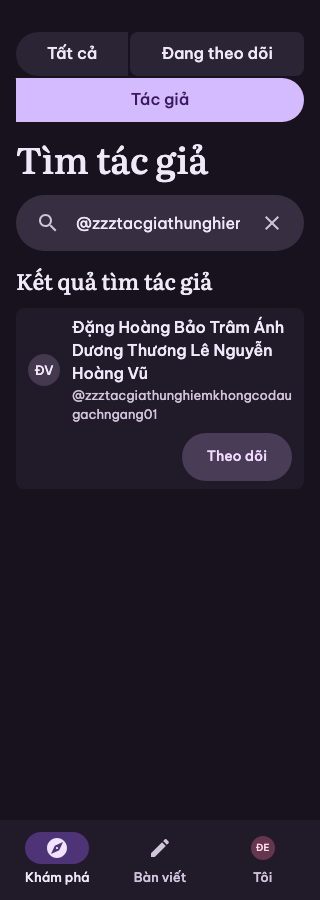 Tất cả
Đang theo dõi
Tác giả
Tìm tác giả
@zzztacgiathunghier
Kết quả tìm tác giả
ĐV
Đặng Hoàng Bảo Trâm Ánh
Dương Thương Lê Nguyễn
Hoàng Vũ
@zzztacgiathunghiemkhongcodau
gachngang01
Theo dõi
Khám phá
Bàn viết
ĐE
Tôi